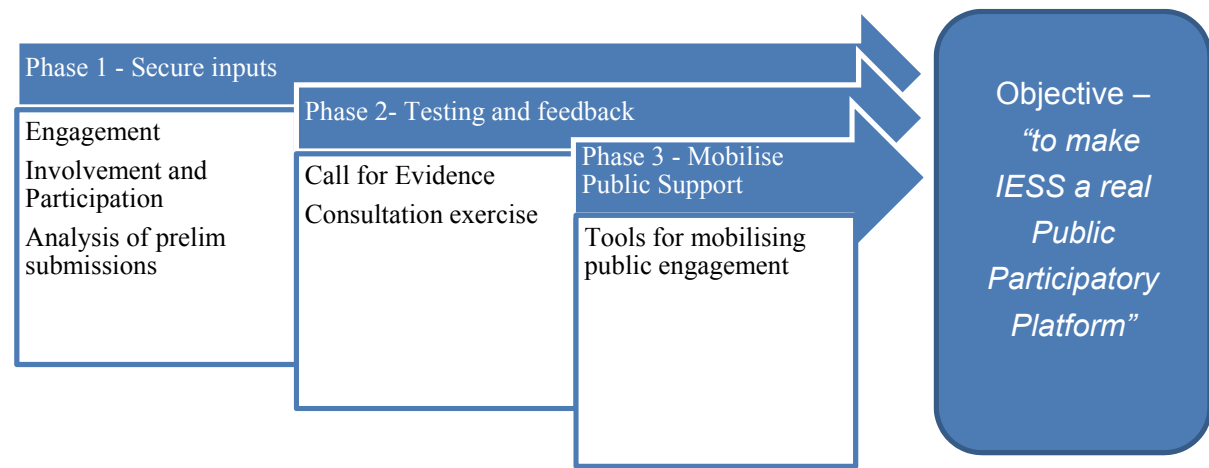 Phase 1 - Secure inputs
Engagement
Involvement and
Participation
Analysis of prelim
submissions
Phase 2- Testing and feedback
Call for Evidence
Consultation exercise
Phase 3 - Mobilise
Public Support
Tools for mobilising
public engagement
Objective –
“to make
IESS a real
Public
Participatory
Platform”